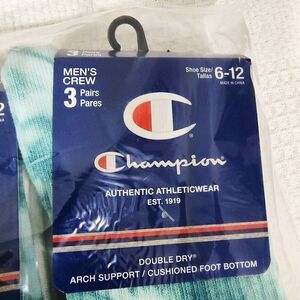 MEN'S
CREW
3 Pairs
Pares
Shoe Size/
Tallas
6-12
MADE IN CHINA
Champion
AUTHENTIC ATHLETICWEAR
EST. 1919
DOUBLE DRY®
ARCH SUPPORT / CUSHIONED FOOT BOTTOM
2